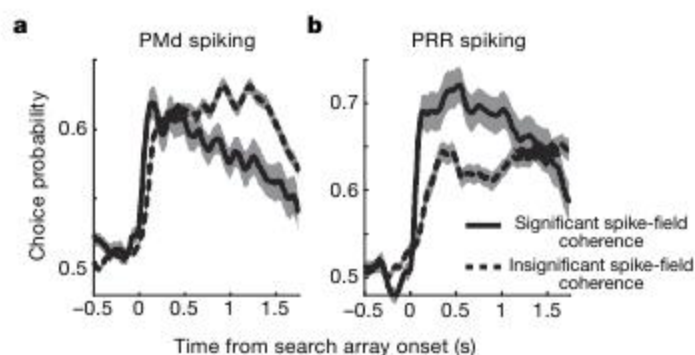 a
PMd spiking
b
PRR spiking
Choice probability
0.6
0.5
−0.5 0 0.5 1 1.5
0.7
0.6
0.5
−0.5 0 0.5 1 1.5
Significant spike-field
coherence
Insignificant spike-field
coherence
Time from search array onset (s)